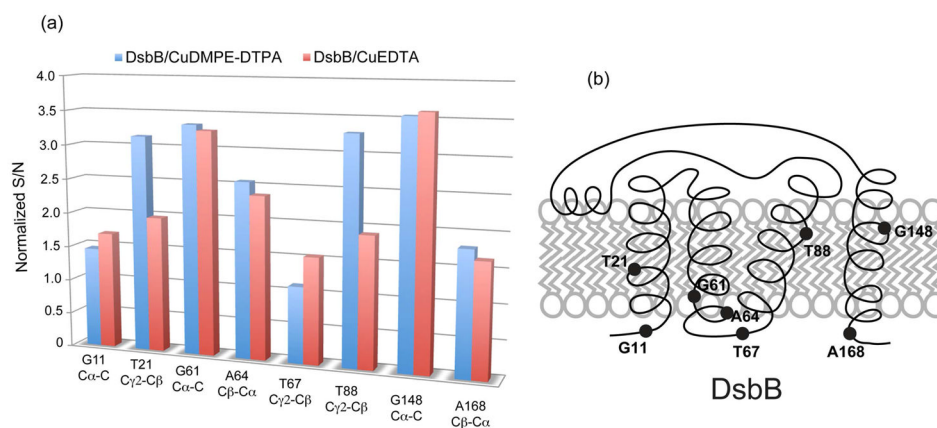 (a)
DsbB/CuDMPE-DTPA DsbB/CuEDTA
Normalized S/N
4.0
3.5
3.0
2.5
2.0
1.5
1.0
0.5
0
G11
Cα-C
T21
Cγ2-Cβ
G61
Cα-C
A64
Cβ-Cα
T67
Cγ2-Cβ
T88
Cγ2-Cβ
G148
Cα-C
A168
Cβ-Cα
(b)
G148
T88
T21
G61
A64
G11
T67
A168
DsbB